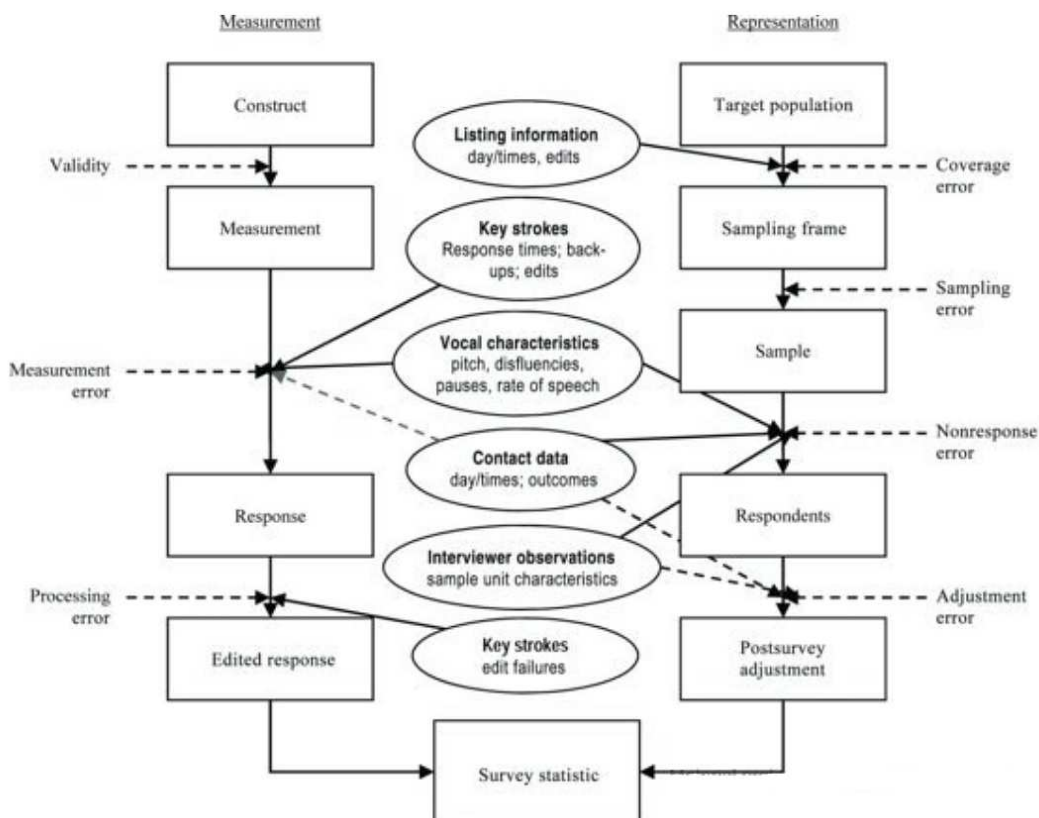 Measurement
Representation
Construct
Target population
Listing information
day/times, edits
Validity
Coverage
error
Measurement
Key strokes
Response times; back-
ups; edits
Sampling frame
Sampling
error
Vocal characteristics
pitch, disfluencies,
pauses, rate of speech
Sample
Measurement
error
Nonresponse
error
Contact data
day/times; outcomes
Response
Respondents
Interviewer observations
sample unit characteristics
Processing
error
Adjustment
error
Edited response
Key strokes
edit failures
Postsurvey
adjustment
Survey statistic